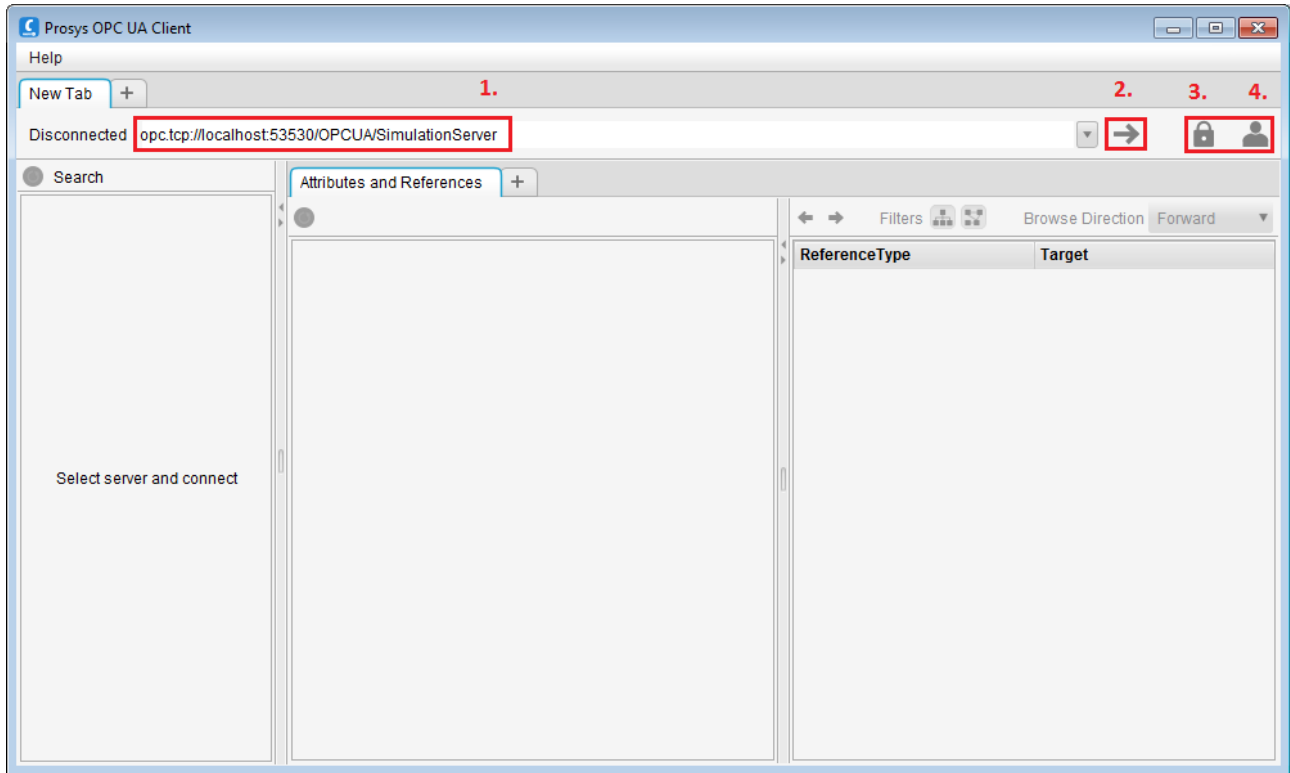 Prosys OPC UA Client
Help
New Tab +
1. 2. 3. 4.
Disconnected opc.tcp://localhost:53530/OPCUA/SimulationServer
Search
Attributes and References +
Filters Browse Direction Forward
ReferenceType Target
Select server and connect